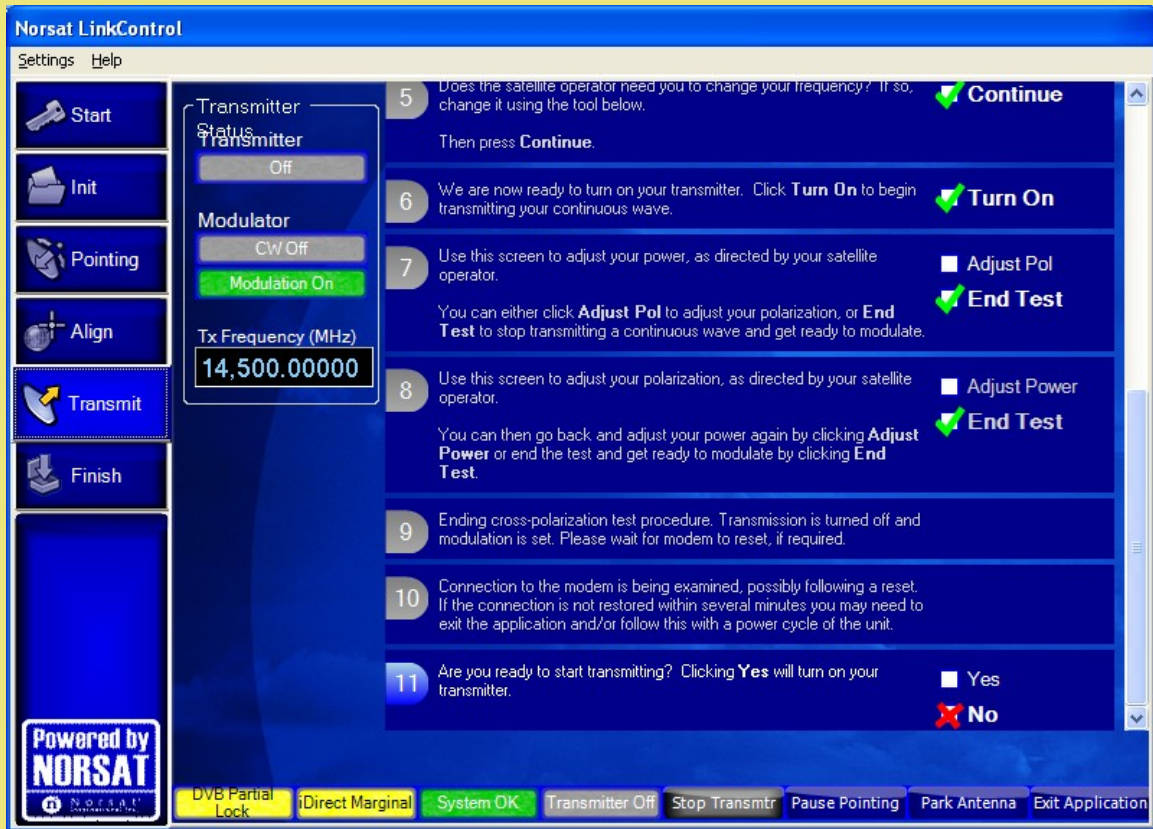 Norsat LinkControl
Settings Help
Start
Init
Pointing
Align
Transmit
Finish
Powered by
NORSAT
Transmitter
Status
Transmitter
Off
Modulator
CW Off
Modulation On
Tx Frequency (MHz)
14,500.00000
5
Does the satellite operator need you to change your frequency? If so,
change it using the tool below.
Then press Continue.
Continue
6
We are now ready to turn on your transmitter. Click Turn On to begin
transmitting your continuous wave.
Turn On
7
Use this screen to adjust your power, as directed by your satellite
operator.
You can either click Adjust Pol to adjust your polarization, or End
Test to stop transmitting a continuous wave and get ready to modulate.
Adjust Pol
End Test
8
Use this screen to adjust your polarization, as directed by your satellite
operator.
You can then go back and adjust your power again by clicking Adjust
Power or end the test and get ready to modulate by clicking End
Test.
Adjust Power
End Test
9
Ending cross-polarization test procedure. Transmission is turned off and
modulation is set. Please wait for modem to reset, if required.
10
Connection to the modem is being examined, possibly following a reset.
If the connection is not restored within several minutes you may need to
exit the application and/or follow this with a power cycle of the unit.
11
Are you ready to start transmitting? Clicking Yes will turn on your
transmitter.
Yes
No
DVB Partial
Lock
iDirect Marginal
System OK
Transmitter Off
Stop Transmtr
Pause Pointing
Park Antenna
Exit Application